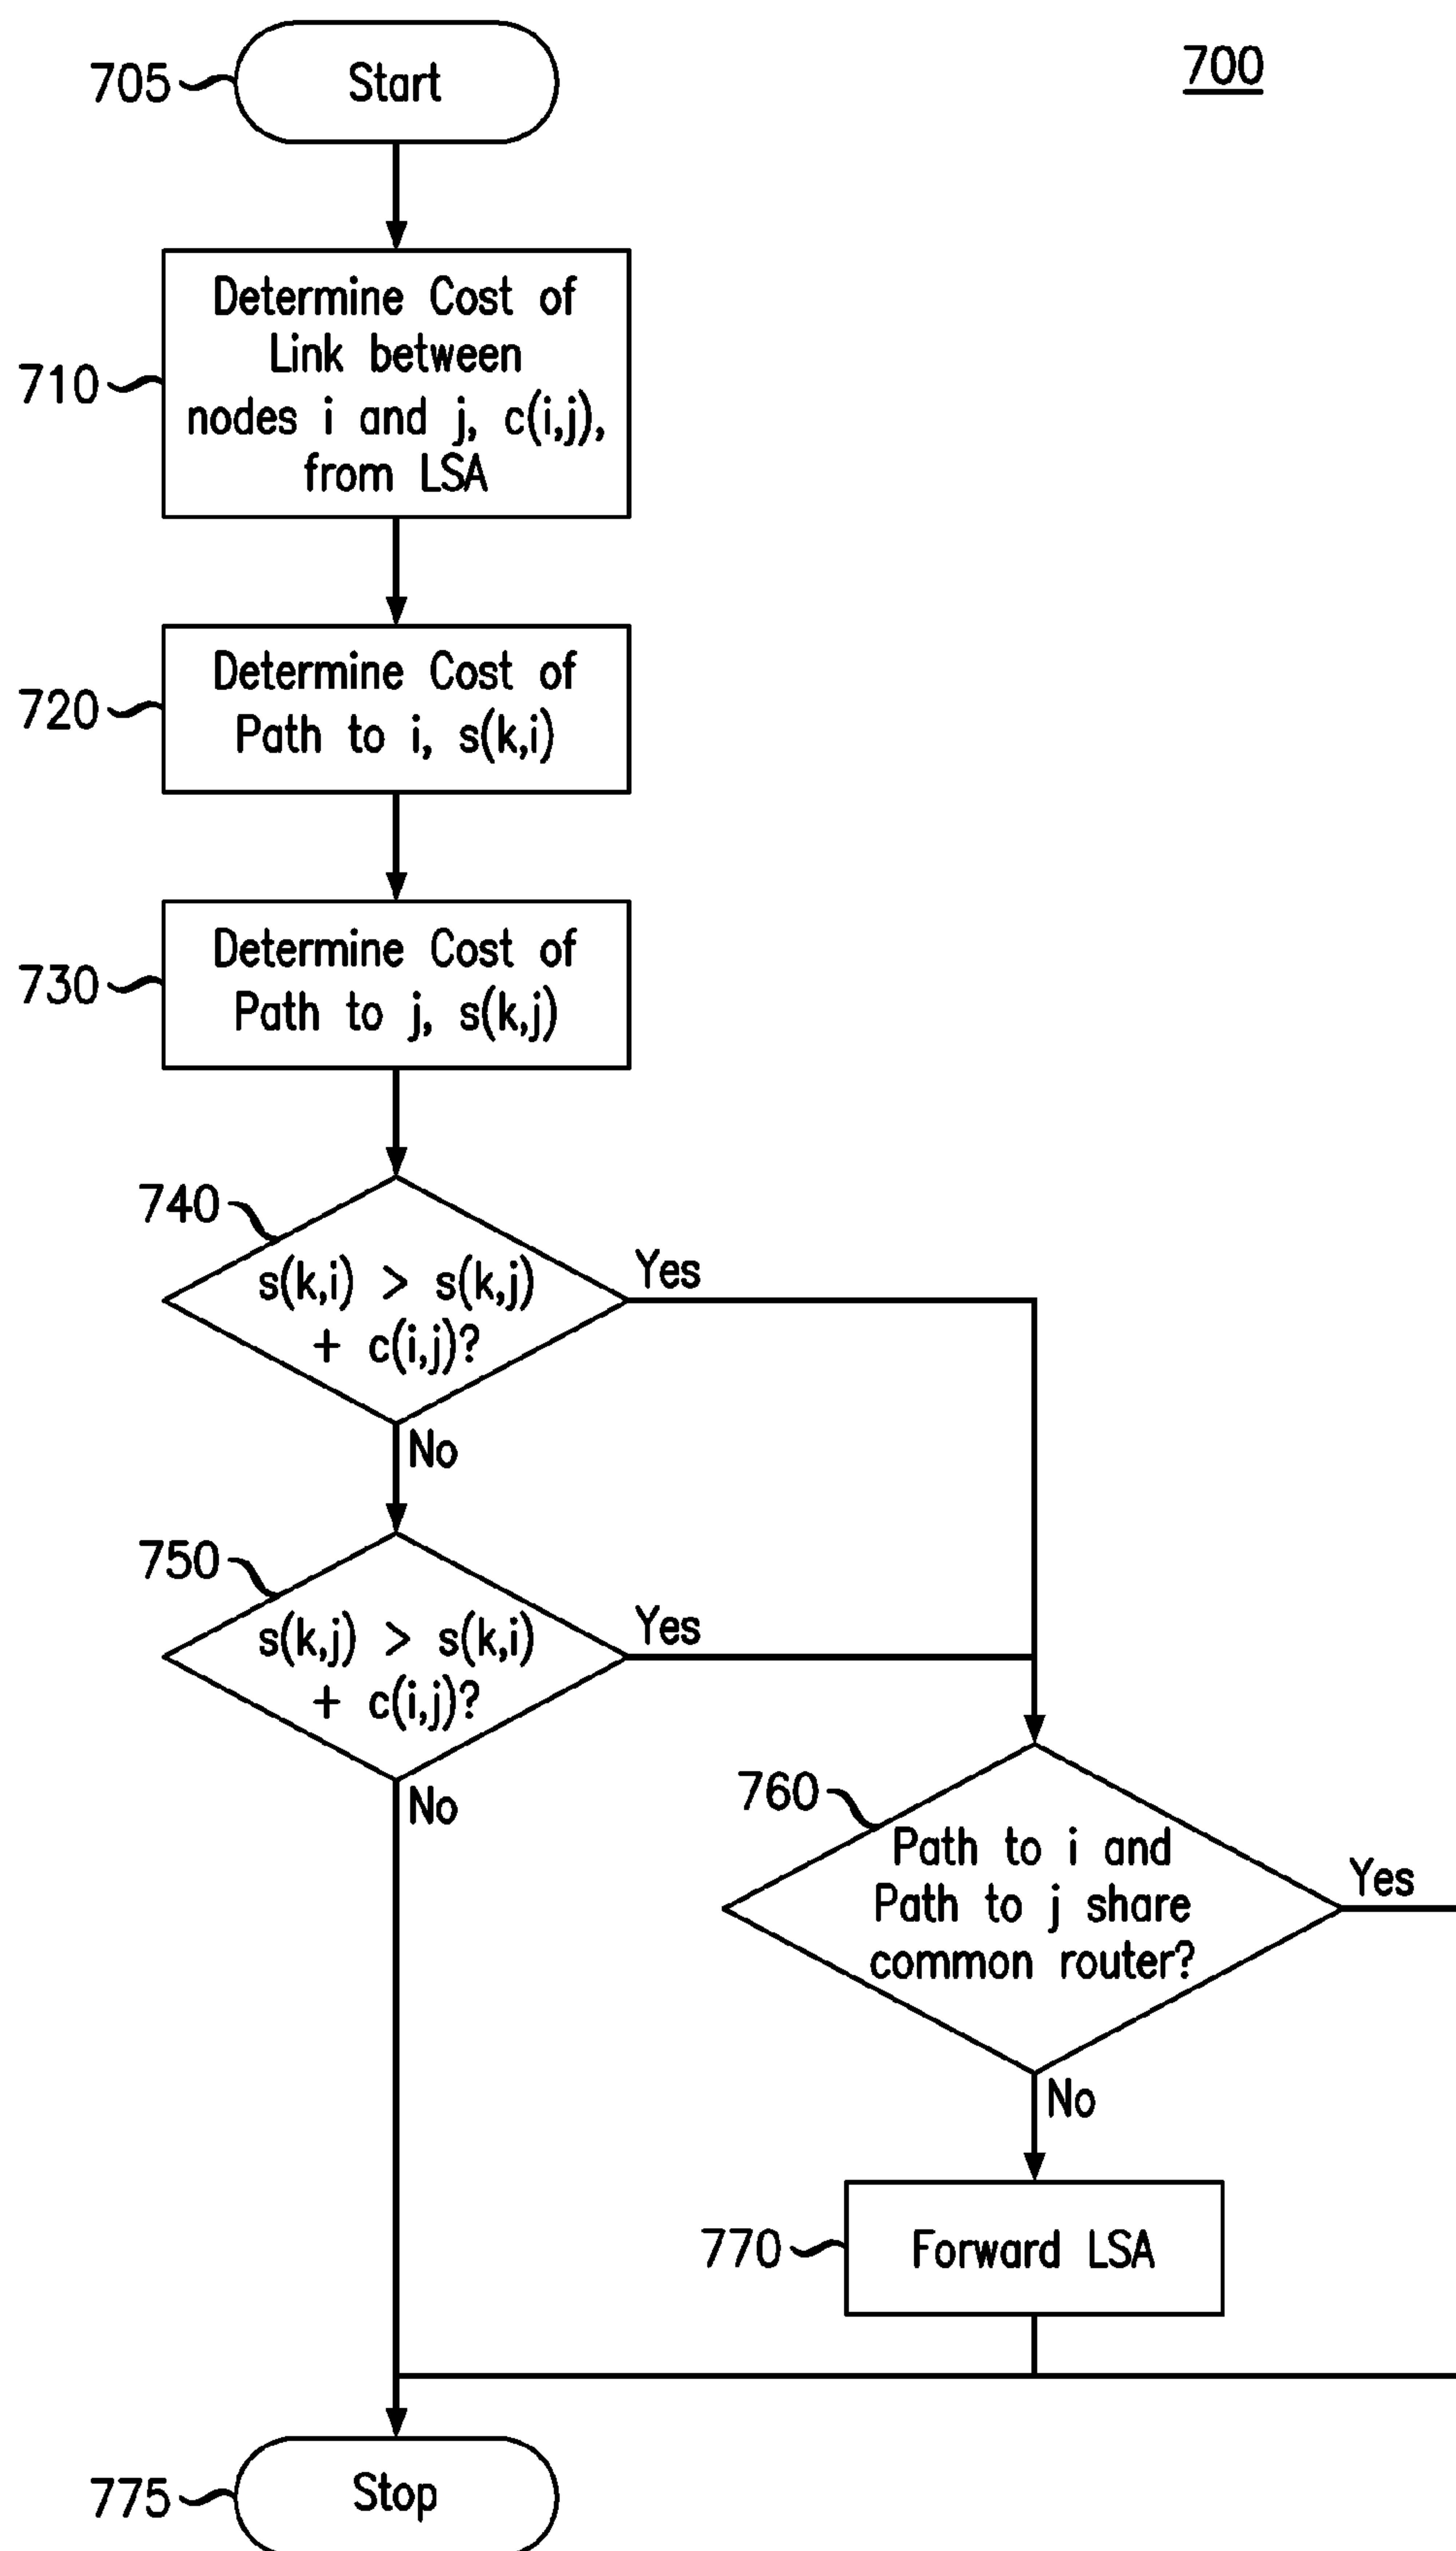 700
705
Start
710
Determine Cost of
Link between
nodes i and j, c(i,j),
from LSA
720
Determine Cost of
Path to i, s(k,i)
730
Determine Cost of
Path to j, s(k,j)
740
s(k,i) > s(k,j)
+ c(i,j)?
Yes
No
750
s(k,j) > s(k,i)
+ c(i,j)?
Yes
No
760
Path to i and
Path to j share
common router?
Yes
No
770
Forward LSA
775
Stop